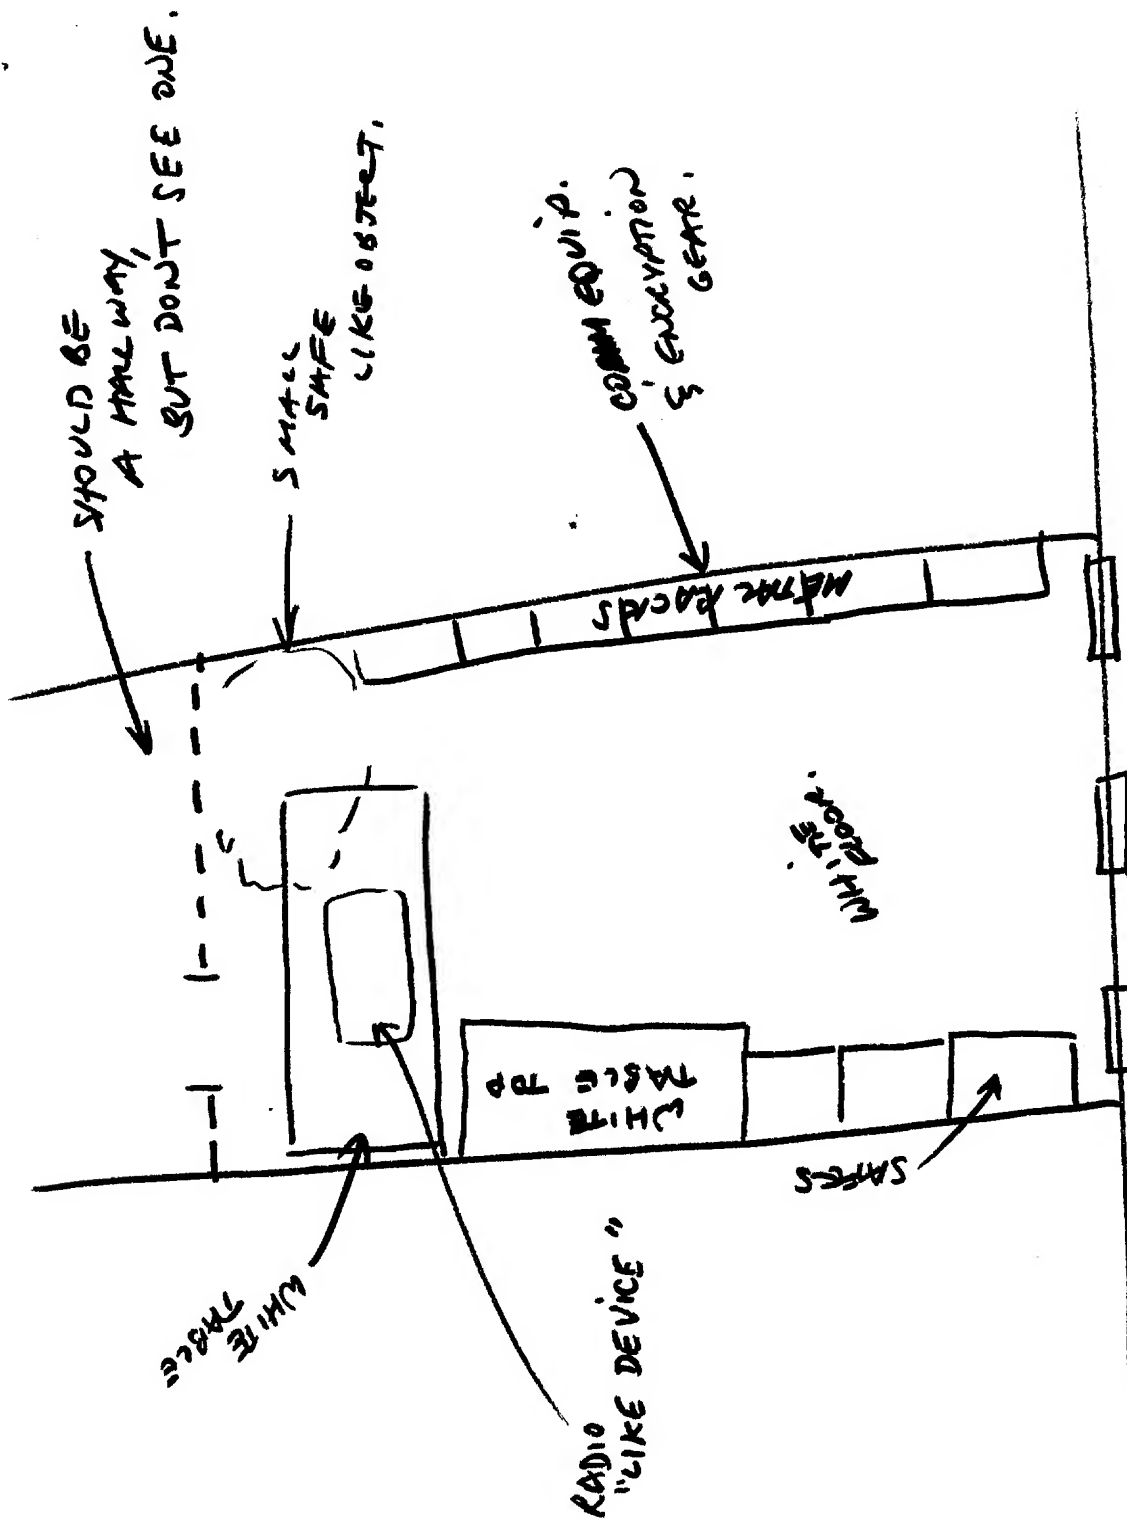 SHOULD BE
A HALLWAY,
BUT DONT SEE ONE.
SMALL
SAFE
LIKE OBJECT.
COMM EQUIP.
& ENCRYPTION
GEAR.
METAL RACKS
WHITE
FLOOR.
WHITE
TABLE TOP
SAFES
WHITE
TABLE
RADIO
"LIKE DEVICE"